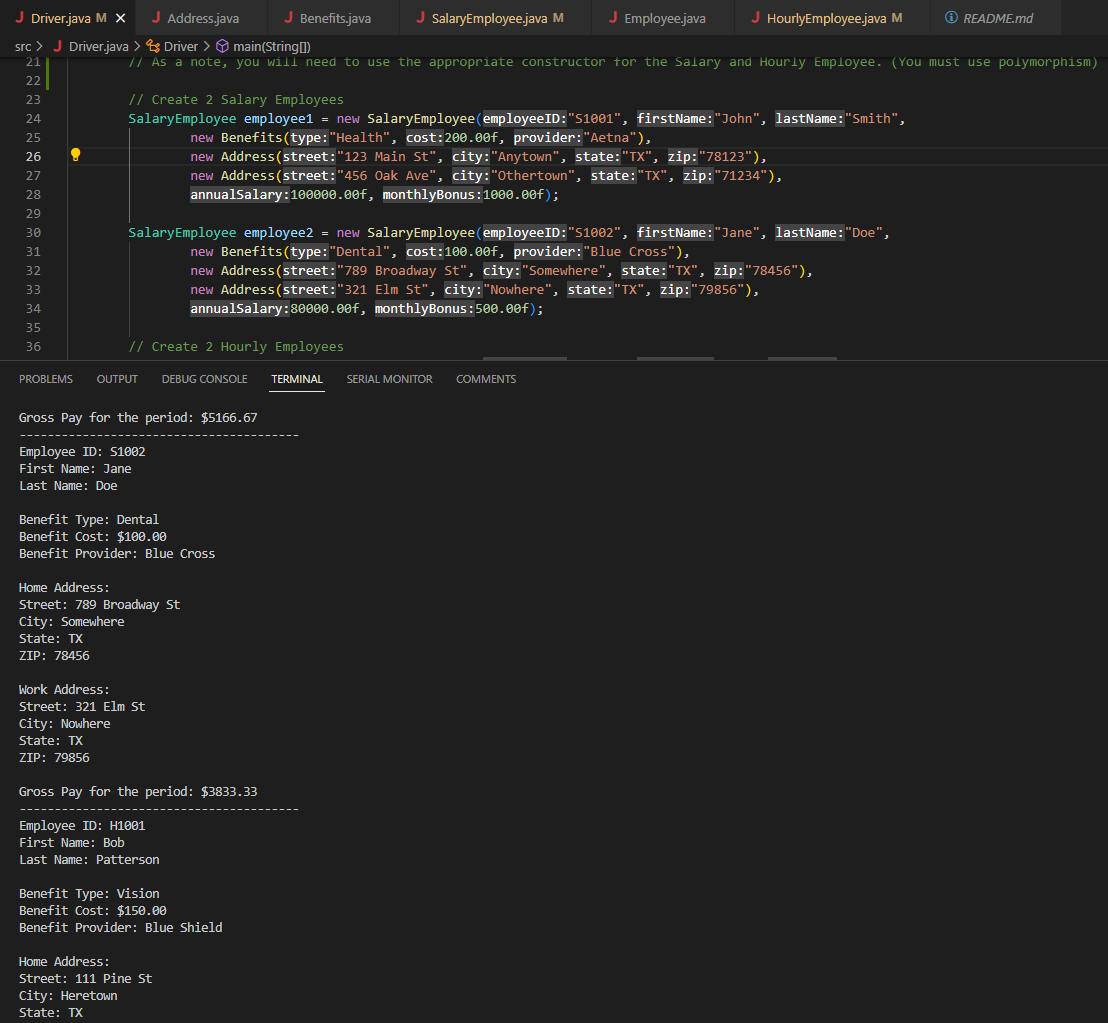 Driver.java M Address.java Benefits.java SalaryEmployee.java M Employee.java HourlyEmployee.java M README.md
src > Driver.java > Driver > main(String[])
21 // As a note, you will need to use the appropriate constructor for the Salary and Hourly Employee. (You must use polymorphism)
22
23 // Create 2 Salary Employees
24 SalaryEmployee employee1 = new SalaryEmployee(employeeID:"S1001", firstName:"John", lastName:"Smith",
25 new Benefits(type:"Health", cost:200.00f, provider:"Aetna"),
26 new Address(street:"123 Main St", city:"Anytown", state:"TX", zip:"78123"),
27 new Address(street:"456 Oak Ave", city:"Othertown", state:"TX", zip:"71234"),
28 annualSalary:100000.00f, monthlyBonus:1000.00f);
29
30 SalaryEmployee employee2 = new SalaryEmployee(employeeID:"S1002", firstName:"Jane", lastName:"Doe",
31 new Benefits(type:"Dental", cost:100.00f, provider:"Blue Cross"),
32 new Address(street:"789 Broadway St", city:"Somewhere", state:"TX", zip:"78456"),
33 new Address(street:"321 Elm St", city:"Nowhere", state:"TX", zip:"79856"),
34 annualSalary:80000.00f, monthlyBonus:500.00f);
35
36 // Create 2 Hourly Employees
PROBLEMS OUTPUT DEBUG CONSOLE TERMINAL SERIAL MONITOR COMMENTS
Gross Pay for the period: $5166.67
----------------------------------------
Employee ID: S1002
First Name: Jane
Last Name: Doe
Benefit Type: Dental
Benefit Cost: $100.00
Benefit Provider: Blue Cross
Home Address:
Street: 789 Broadway St
City: Somewhere
State: TX
ZIP: 78456
Work Address:
Street: 321 Elm St
City: Nowhere
State: TX
ZIP: 79856
Gross Pay for the period: $3833.33
----------------------------------------
Employee ID: H1001
First Name: Bob
Last Name: Patterson
Benefit Type: Vision
Benefit Cost: $150.00
Benefit Provider: Blue Shield
Home Address:
Street: 111 Pine St
City: Heretown
State: TX